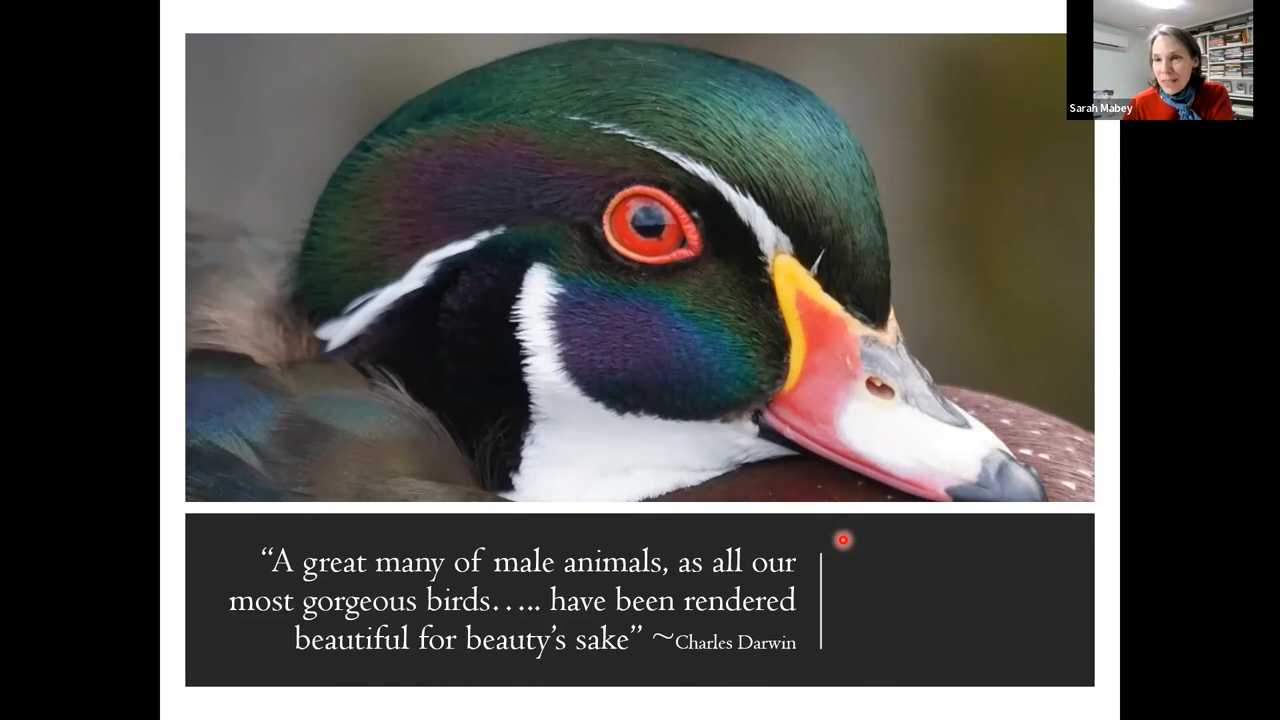 Sarah Mabey
“A great many of male animals, as all our
most gorgeous birds….. have been rendered
beautiful for beauty’s sake” ~Charles Darwin